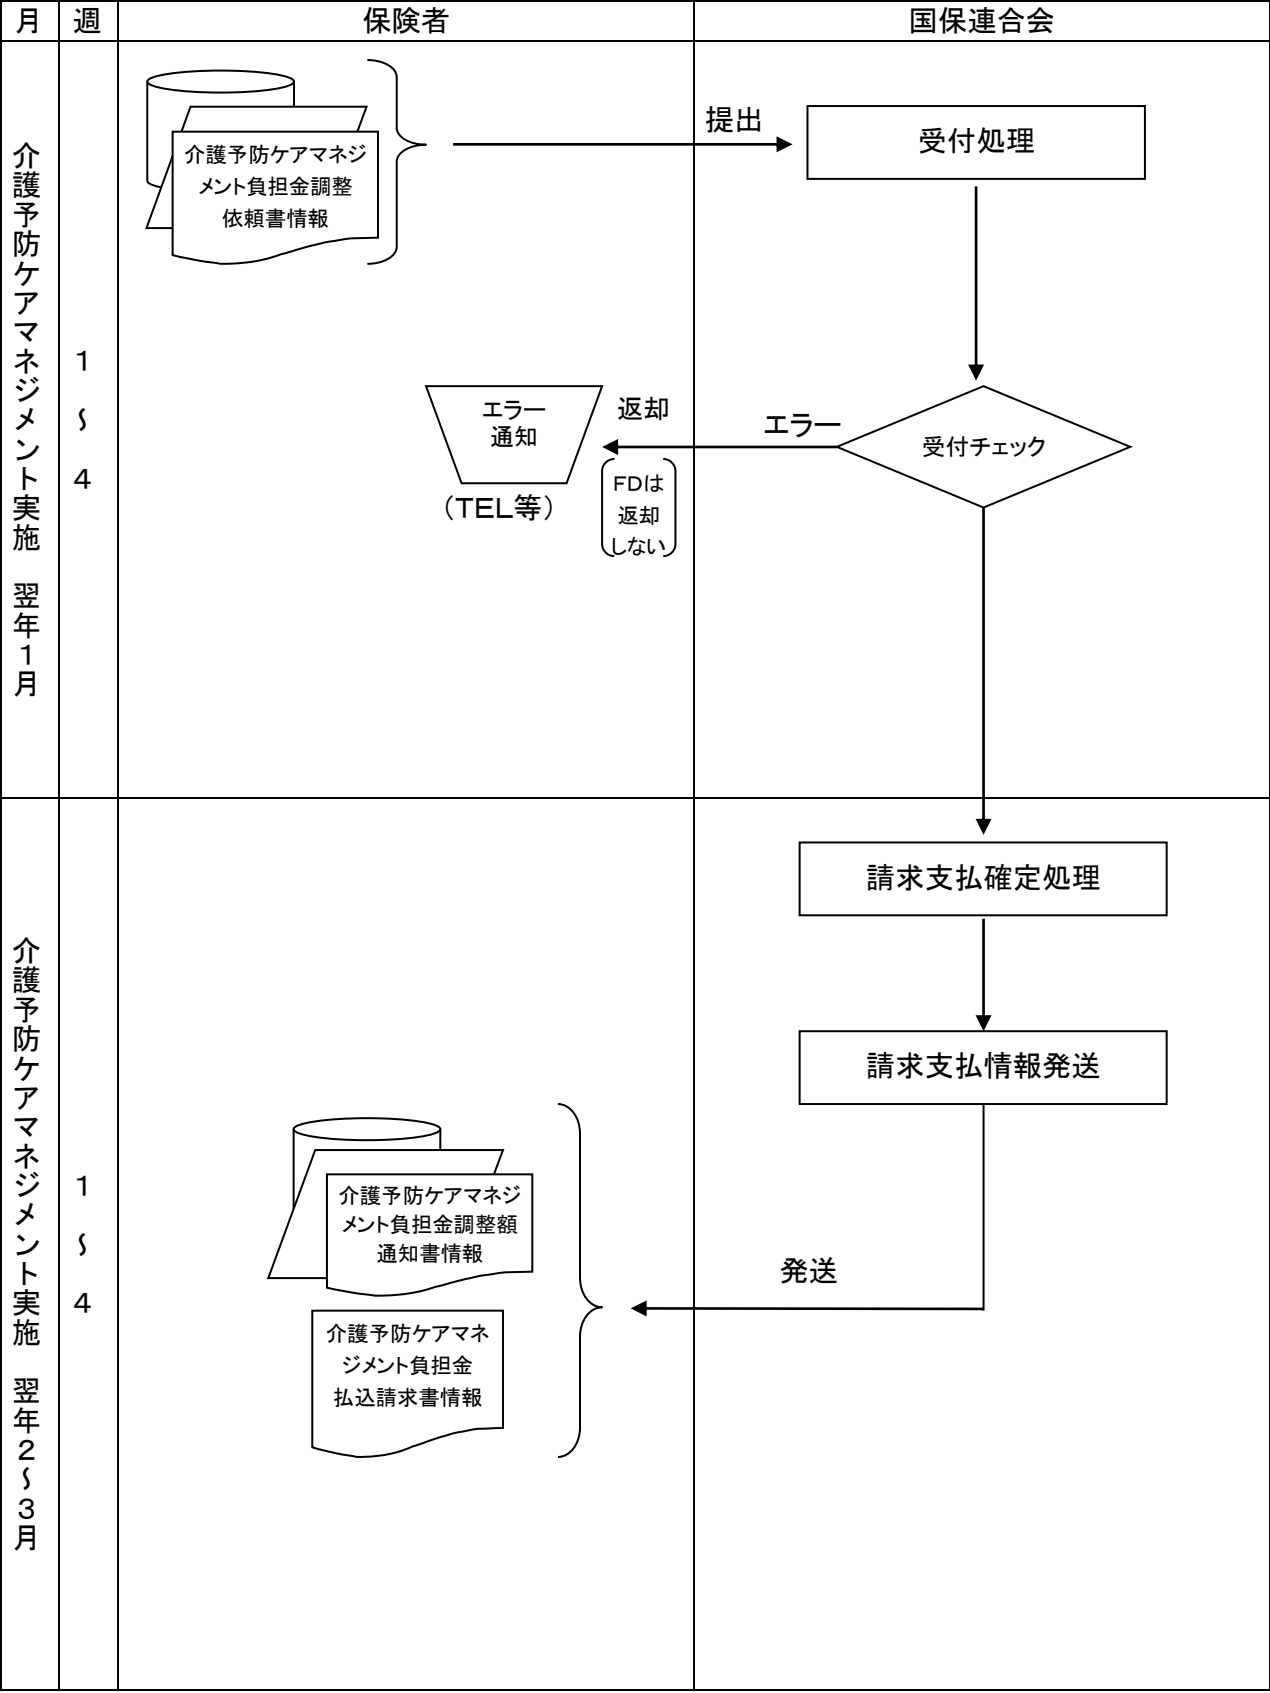 月
週
保険者
国保連合会
介護予防ケアマネジメント実施　翌年１月
１
～
４
介護予防ケアマネジ
メント負担金調整
依頼書情報
提出
受付処理
エラー
通知
（TEL等）
返却
FDは
返却
しない
エラー
受付チェック
介護予防ケアマネジメント実施　翌年２～３月
１
～
４
請求支払確定処理
請求支払情報発送
介護予防ケアマネジ
メント負担金調整額
通知書情報
介護予防ケアマネ
ジメント負担金
払込請求書情報
発送